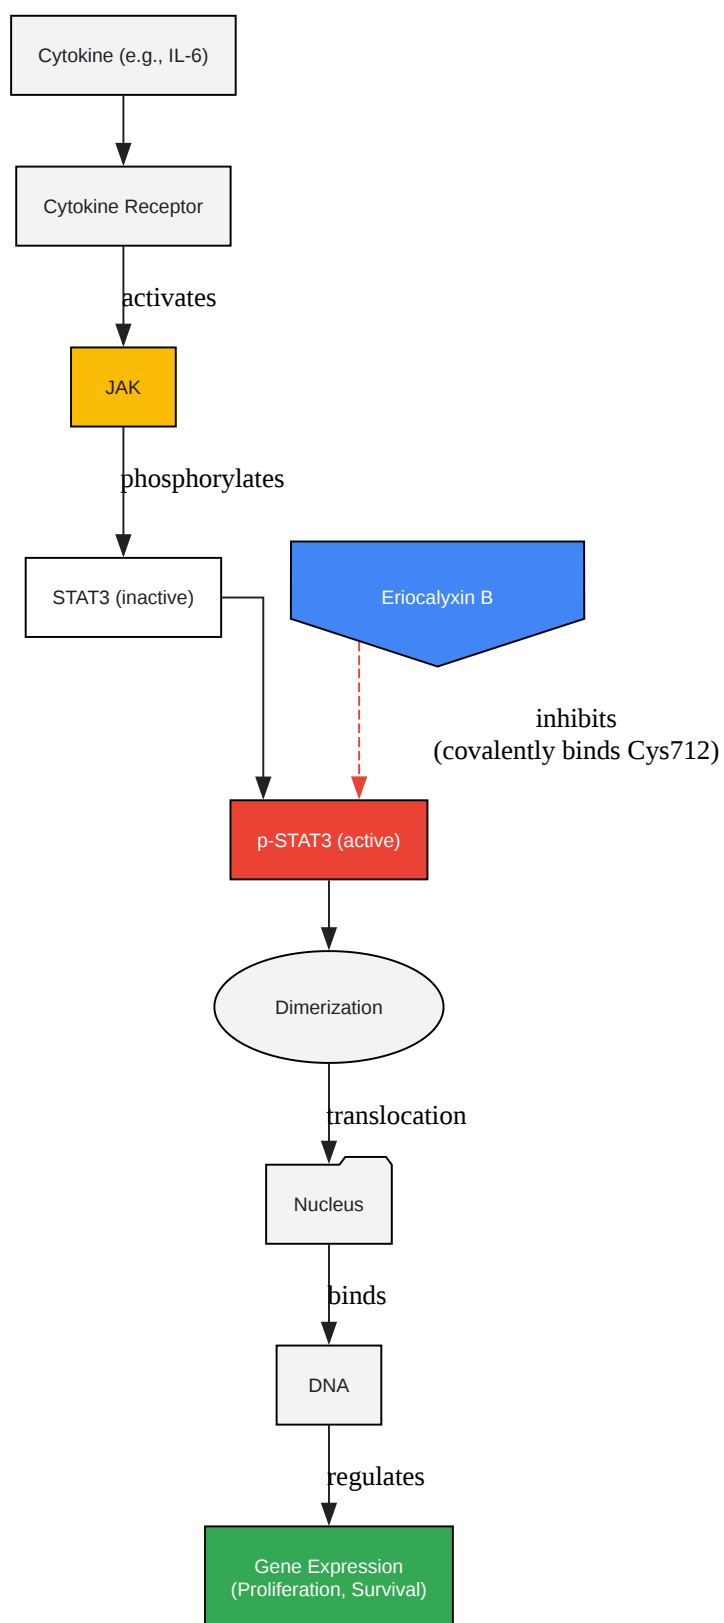 Cytokine (e.g., IL-6)
Cytokine Receptor
activates
JAK
phosphorylates
STAT3 (inactive)
Eriocalyxin B
inhibits
(covalently binds Cys712)
p-STAT3 (active)
Dimerization
translocation
Nucleus
binds
DNA
regulates
Gene Expression
(Proliferation, Survival)